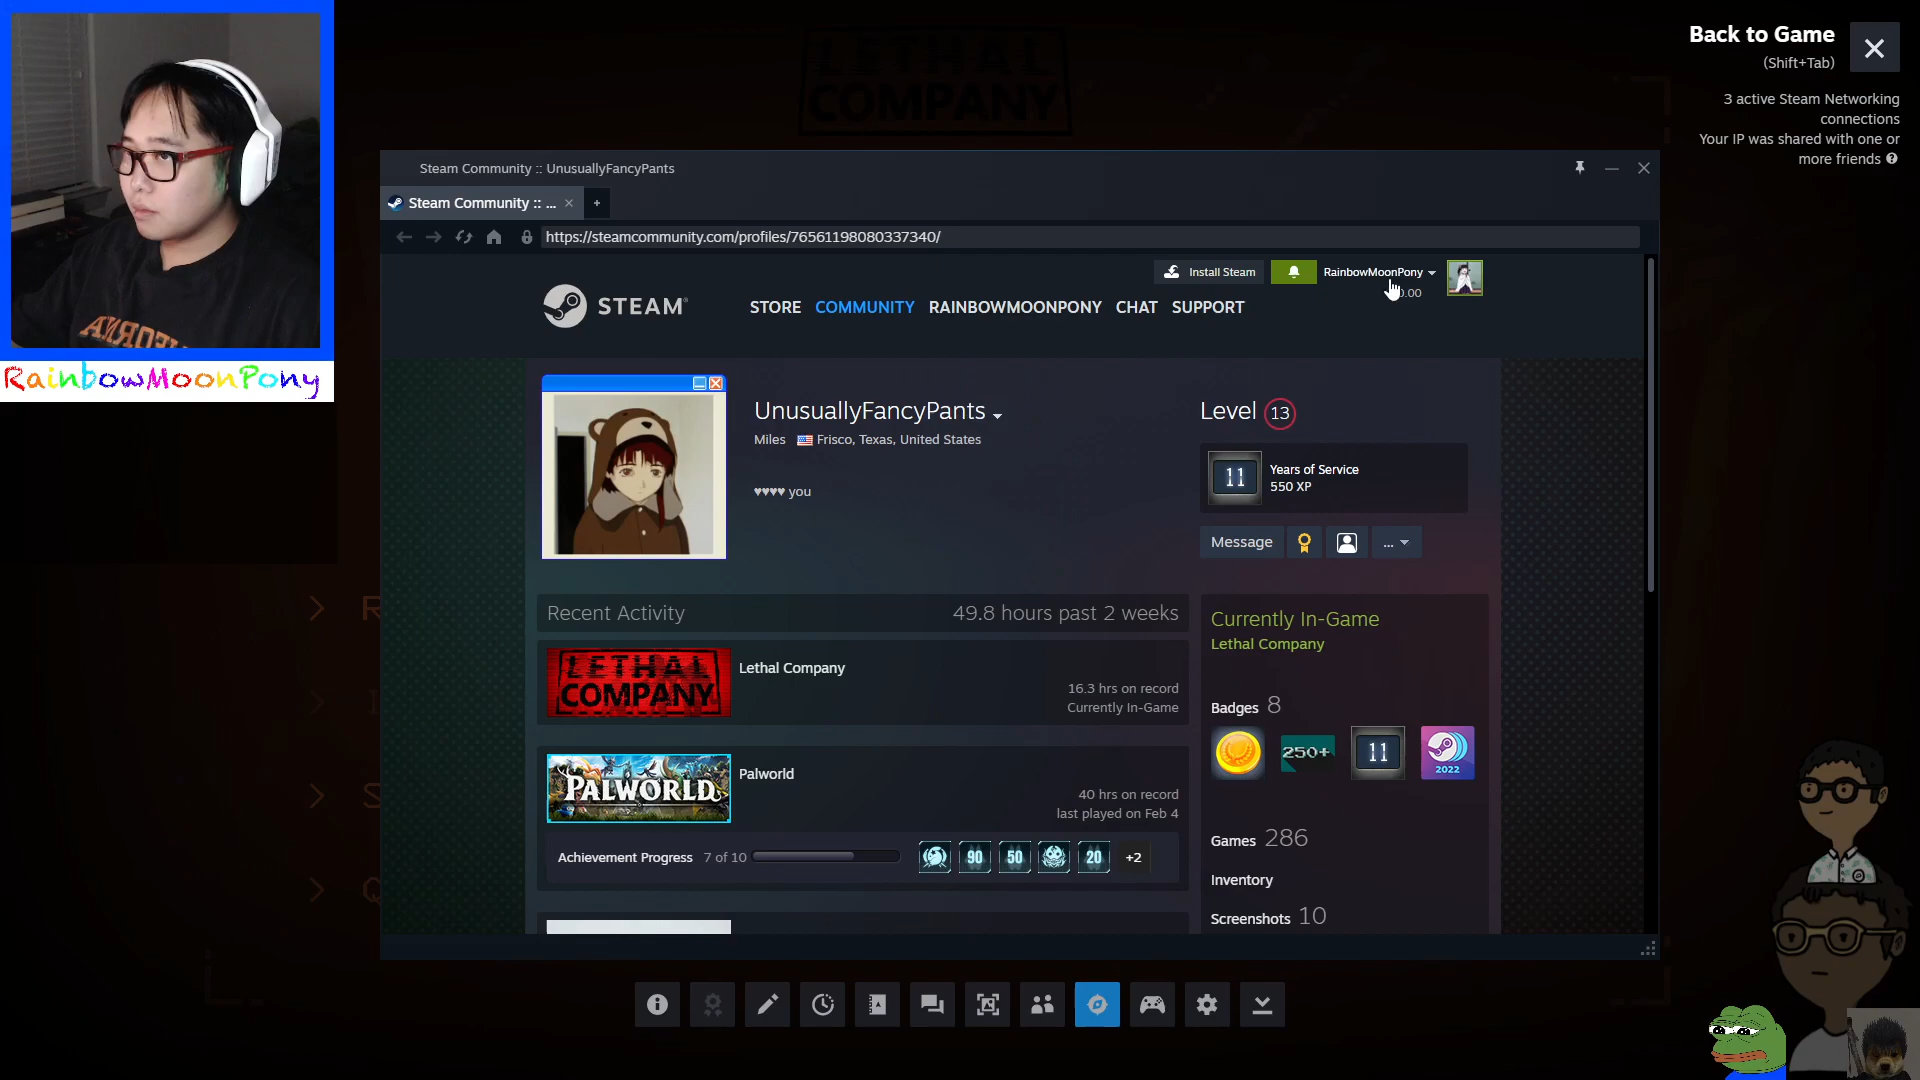 Back to Game
(Shift+Tab)
3 active Steam Networking
connections
Your IP was shared with one or
more friends
LETHAL
COMPANY
RainbowMoonPony
Steam Community :: UnusuallyFancyPants
Steam Community :: ...
https://steamcommunity.com/profiles/76561198080337340/
Install Steam
RainbowMoonPony
0.00
STEAM
STORE COMMUNITY RAINBOWMOONPONY CHAT SUPPORT
UnusuallyFancyPants
Miles Frisco, Texas, United States
♥♥♥♥ you
Level 13
11
Years of Service
550 XP
Message
...
Recent Activity 49.8 hours past 2 weeks
LETHAL
COMPANY
Lethal Company
16.3 hrs on record
Currently In-Game
PALWORLD
Palworld
40 hrs on record
last played on Feb 4
Achievement Progress 7 of 10
90
50
20
+2
Currently In-Game
Lethal Company
Badges 8
250+
11
2022
Games 286
Inventory
Screenshots 10